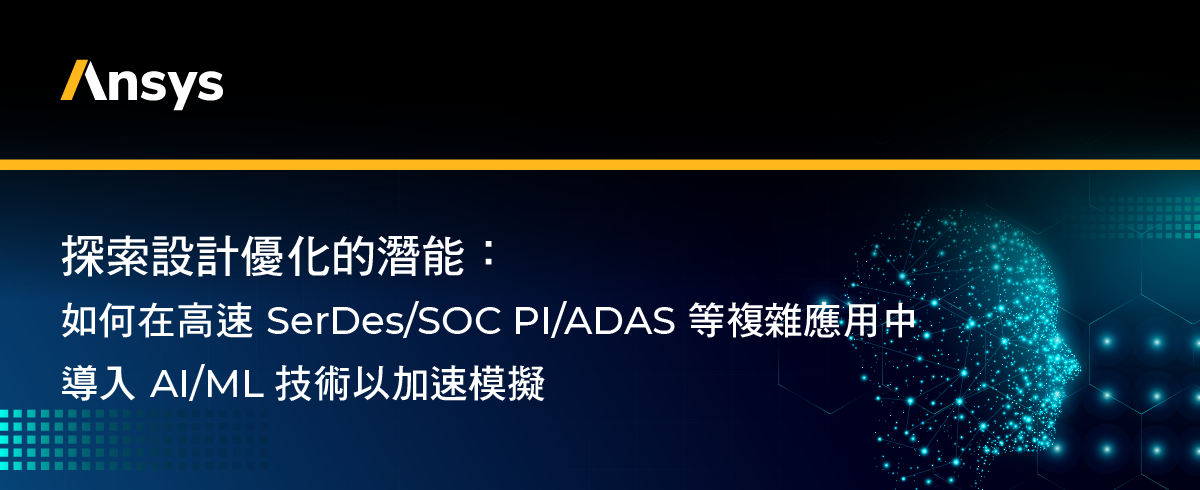 Ansys
探索設計優化的潛能：
如何在高速 SerDes/SOC PI/ADAS 等複雜應用中
導入 AI/ML 技術以加速模擬